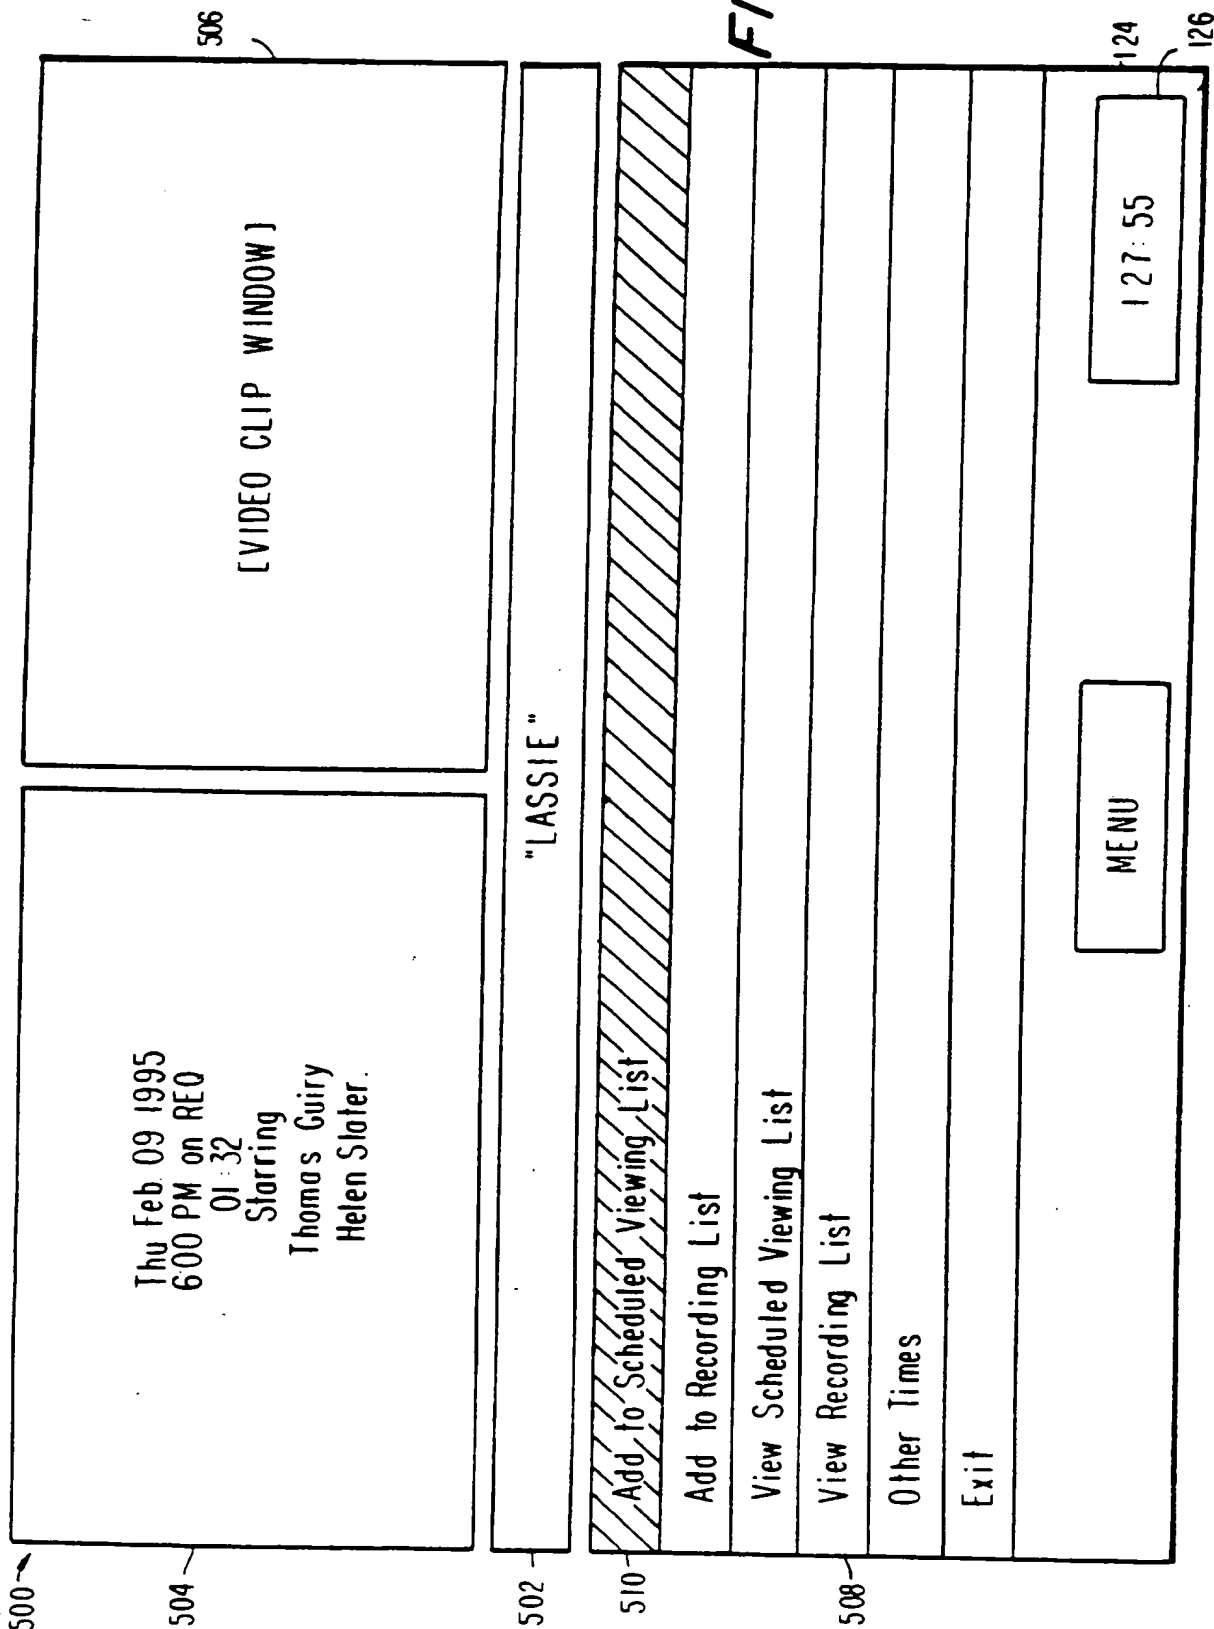 500
504
Thu Feb 09 1995
6:00 PM on REQ
01:32
Starring
Thomas Guiry
Helen Slater.
[VIDEO CLIP WINDOW]
506
502
"LASSIE"
510
Add to Scheduled Viewing List
Add to Recording List
View Scheduled Viewing List
508
View Recording List
Other Times
Exit
MENU
127:55
124
126